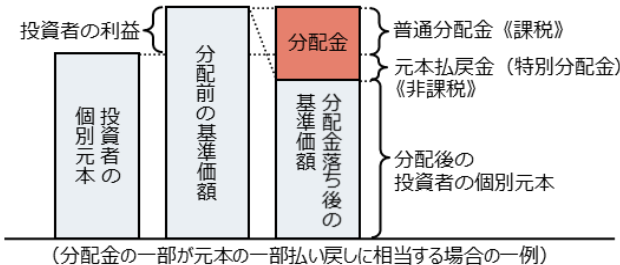 投資者の利益
投資者の
個別元本
分配前の基準価額
分配金
分配金落ち後の
基準価額
普通分配金《課税》
元本払戻金（特別分配金）
《非課税》
分配後の
投資者の個別元本
（分配金の一部が元本の一部払い戻しに相当する場合の一例）